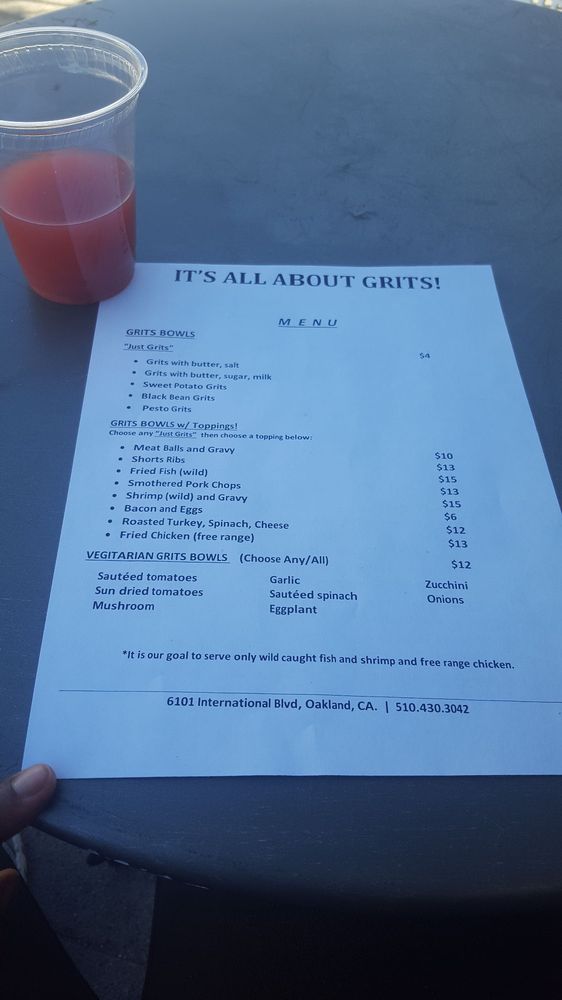 IT'S ALL ABOUT GRITS!
M E N U
GRITS BOWLS
"Just Grits" $4
• Grits with butter, salt
• Grits with butter, sugar, milk
• Sweet Potato Grits
• Black Bean Grits
• Pesto Grits
GRITS BOWLS w/ Toppings!
Choose any "Just Grits" then choose a topping below:
• Meat Balls and Gravy $10
• Shorts Ribs $13
• Fried Fish (wild) $15
• Smothered Pork Chops $13
• Shrimp (wild) and Gravy $15
• Bacon and Eggs $6
• Roasted Turkey, Spinach, Cheese $12
• Fried Chicken (free range) $13
VEGITARIAN GRITS BOWLS (Choose Any/All) $12
Sautéed tomatoes Garlic Zucchini
Sun dried tomatoes Sautéed spinach Onions
Mushroom Eggplant
*It is our goal to serve only wild caught fish and shrimp and free range chicken.
6101 International Blvd, Oakland, CA. | 510.430.3042